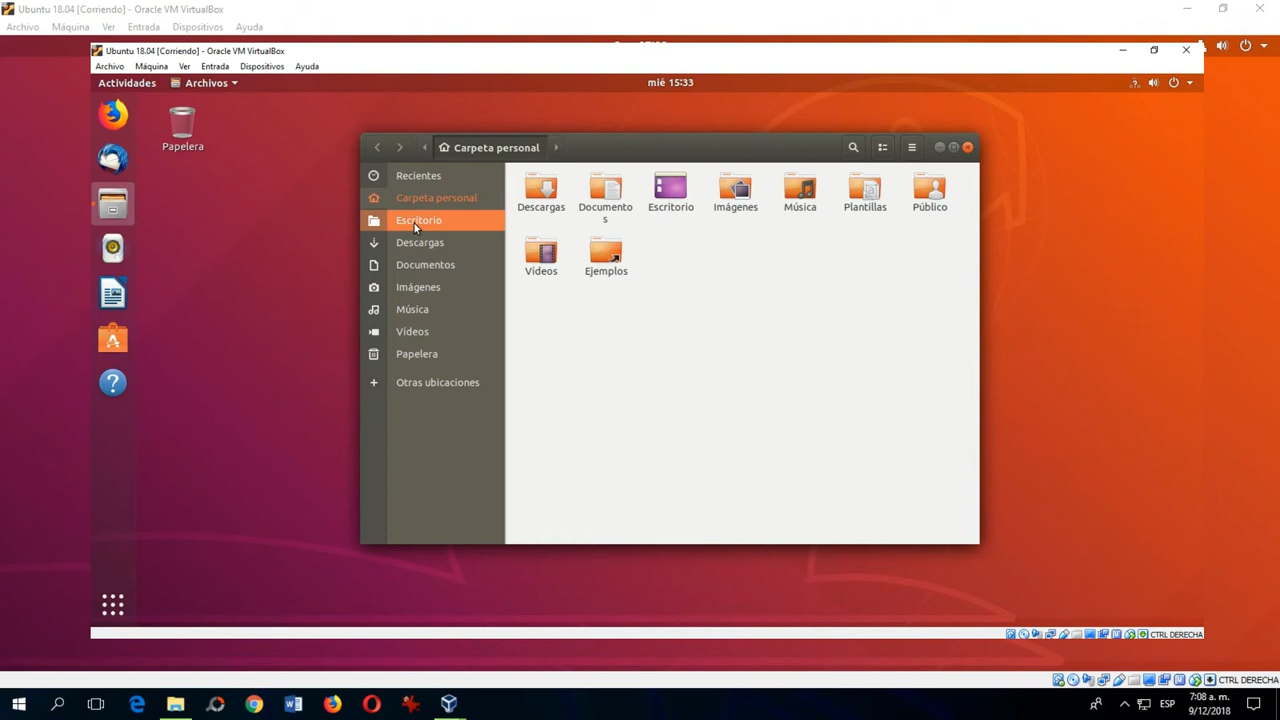 Ubuntu 18.04 [Corriendo] - Oracle VM VirtualBox
Archivo Máquina Ver Entrada Dispositivos Ayuda
Ubuntu 18.04 [Corriendo] - Oracle VM VirtualBox
Archivo Máquina Ver Entrada Dispositivos Ayuda
Actividades Archivos mié 15:33
Papelera
Carpeta personal
Recientes
Carpeta personal
Escritorio
Descargas
Documentos
Imágenes
Música
Vídeos
Papelera
Otras ubicaciones
Descargas Documento Escritorio Imágenes Música Plantillas Público
s
Vídeos Ejemplos
CTRL DERECHA
CTRL DERECHA
ESP
7:08 a. m.
9/12/2018